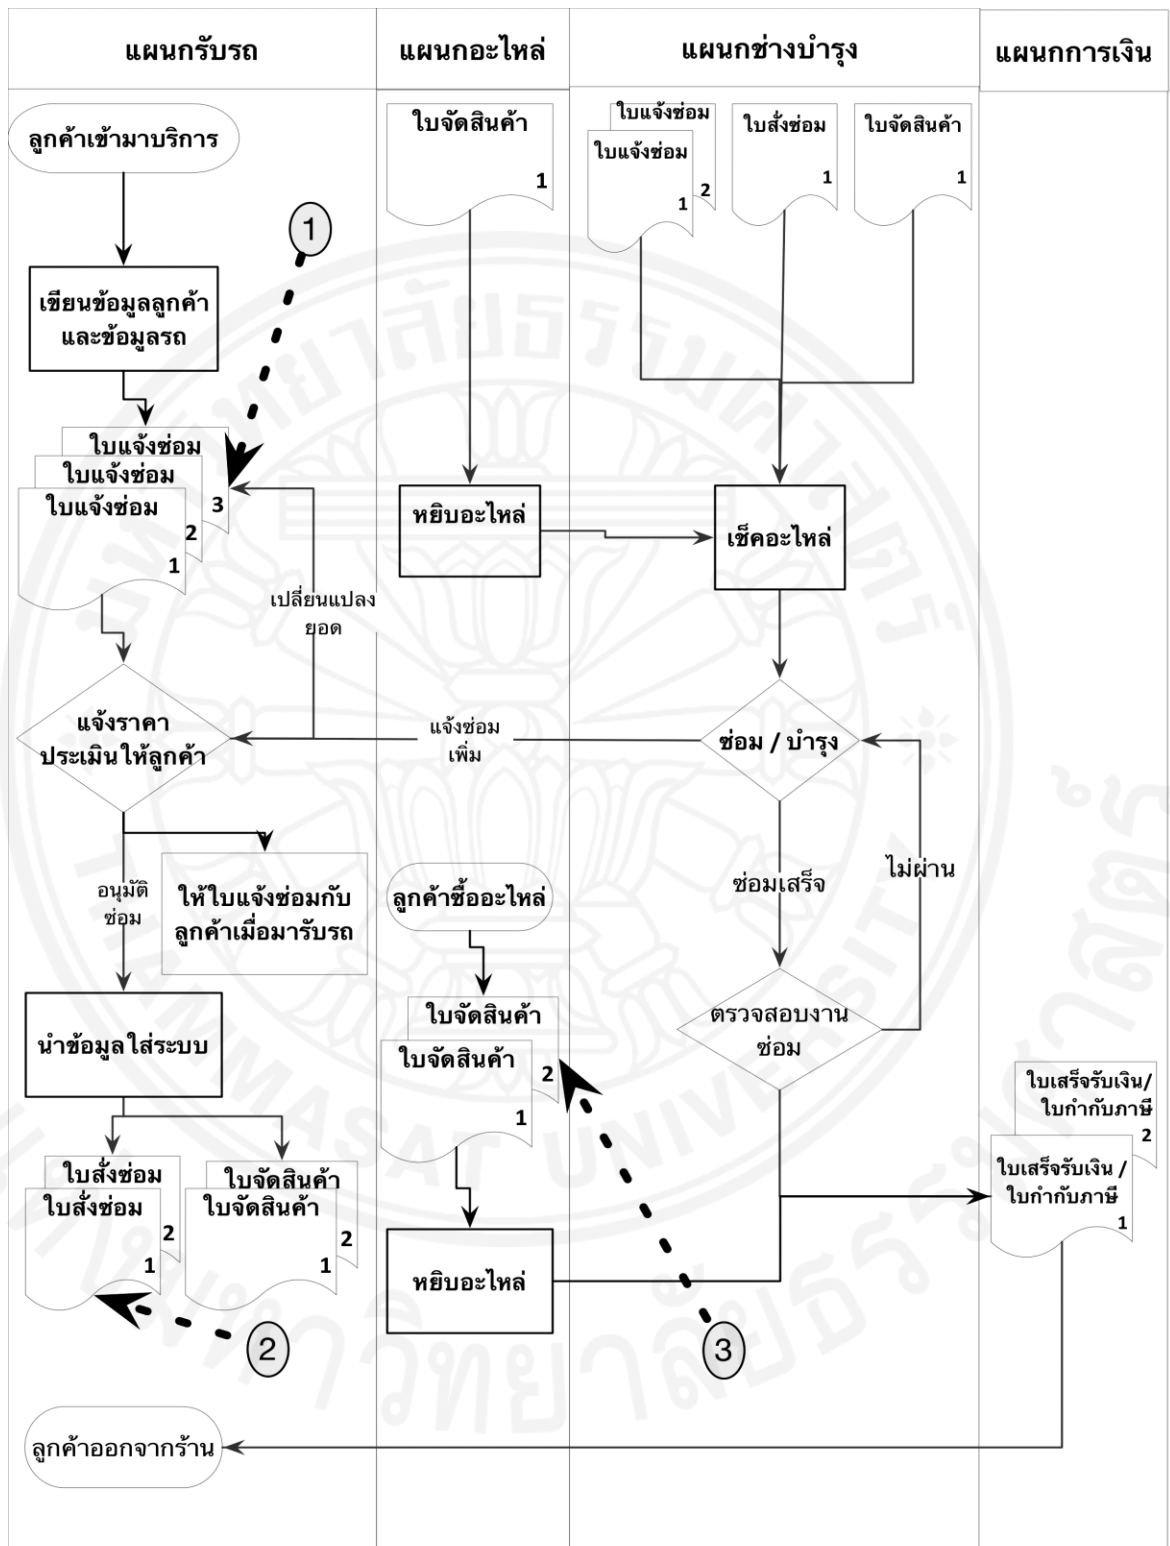 แผนกรับรถ
แผนกอะไหล่
แผนกช่างบำรุง
แผนกการเงิน
ลูกค้าเข้ามาบริการ
ใบจัดสินค้า
1
ใบแจ้งซ่อม
2
ใบแจ้งซ่อม
1
ใบสั่งซ่อม
1
ใบจัดสินค้า
1
1
เขียนข้อมูลลูกค้า
และข้อมูลรถ
ใบแจ้งซ่อม
3
ใบแจ้งซ่อม
2
ใบแจ้งซ่อม
1
หยิบอะไหล่
เช็คอะไหล่
เปลี่ยนแปลง
ยอด
แจ้งราคา
ประเมินให้ลูกค้า
แจ้งซ่อม
เพิ่ม
ซ่อม / บำรุง
อนุมัติ
ซ่อม
ให้ใบแจ้งซ่อมกับ
ลูกค้าเมื่อมารับรถ
ลูกค้าซื้ออะไหล่
ซ่อมเสร็จ
ไม่ผ่าน
นำข้อมูลใส่ระบบ
ใบจัดสินค้า
2
ใบจัดสินค้า
1
ตรวจสอบงาน
ซ่อม
ใบเสร็จรับเงิน/
ใบกำกับภาษี
2
ใบเสร็จรับเงิน /
ใบกำกับภาษี
1
ใบสั่งซ่อม
2
ใบสั่งซ่อม
1
ใบจัดสินค้า
2
ใบจัดสินค้า
1
หยิบอะไหล่
2
3
ลูกค้าออกจากร้าน
มหาวิทยาลัยธรรมศาสตร์
THAMMASAT UNIVERSITY